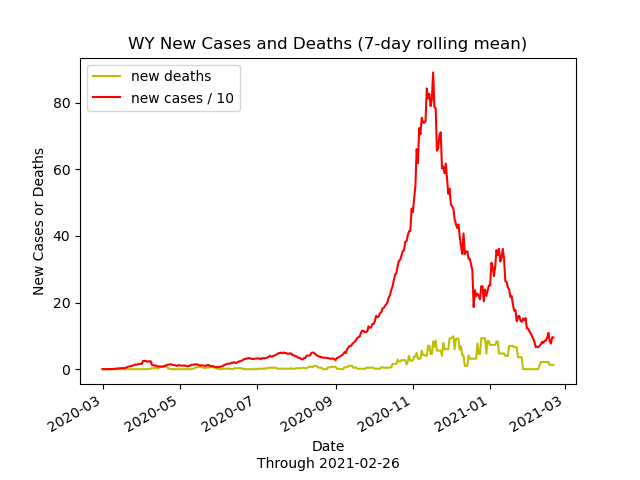 WY New Cases and Deaths (7-day rolling mean)
new deaths
new cases / 10
New Cases or Deaths
80
60
40
20
0
2020-03
2020-05
2020-07
2020-09
2020-11
2021-01
2021-03
Date
Through 2021-02-26